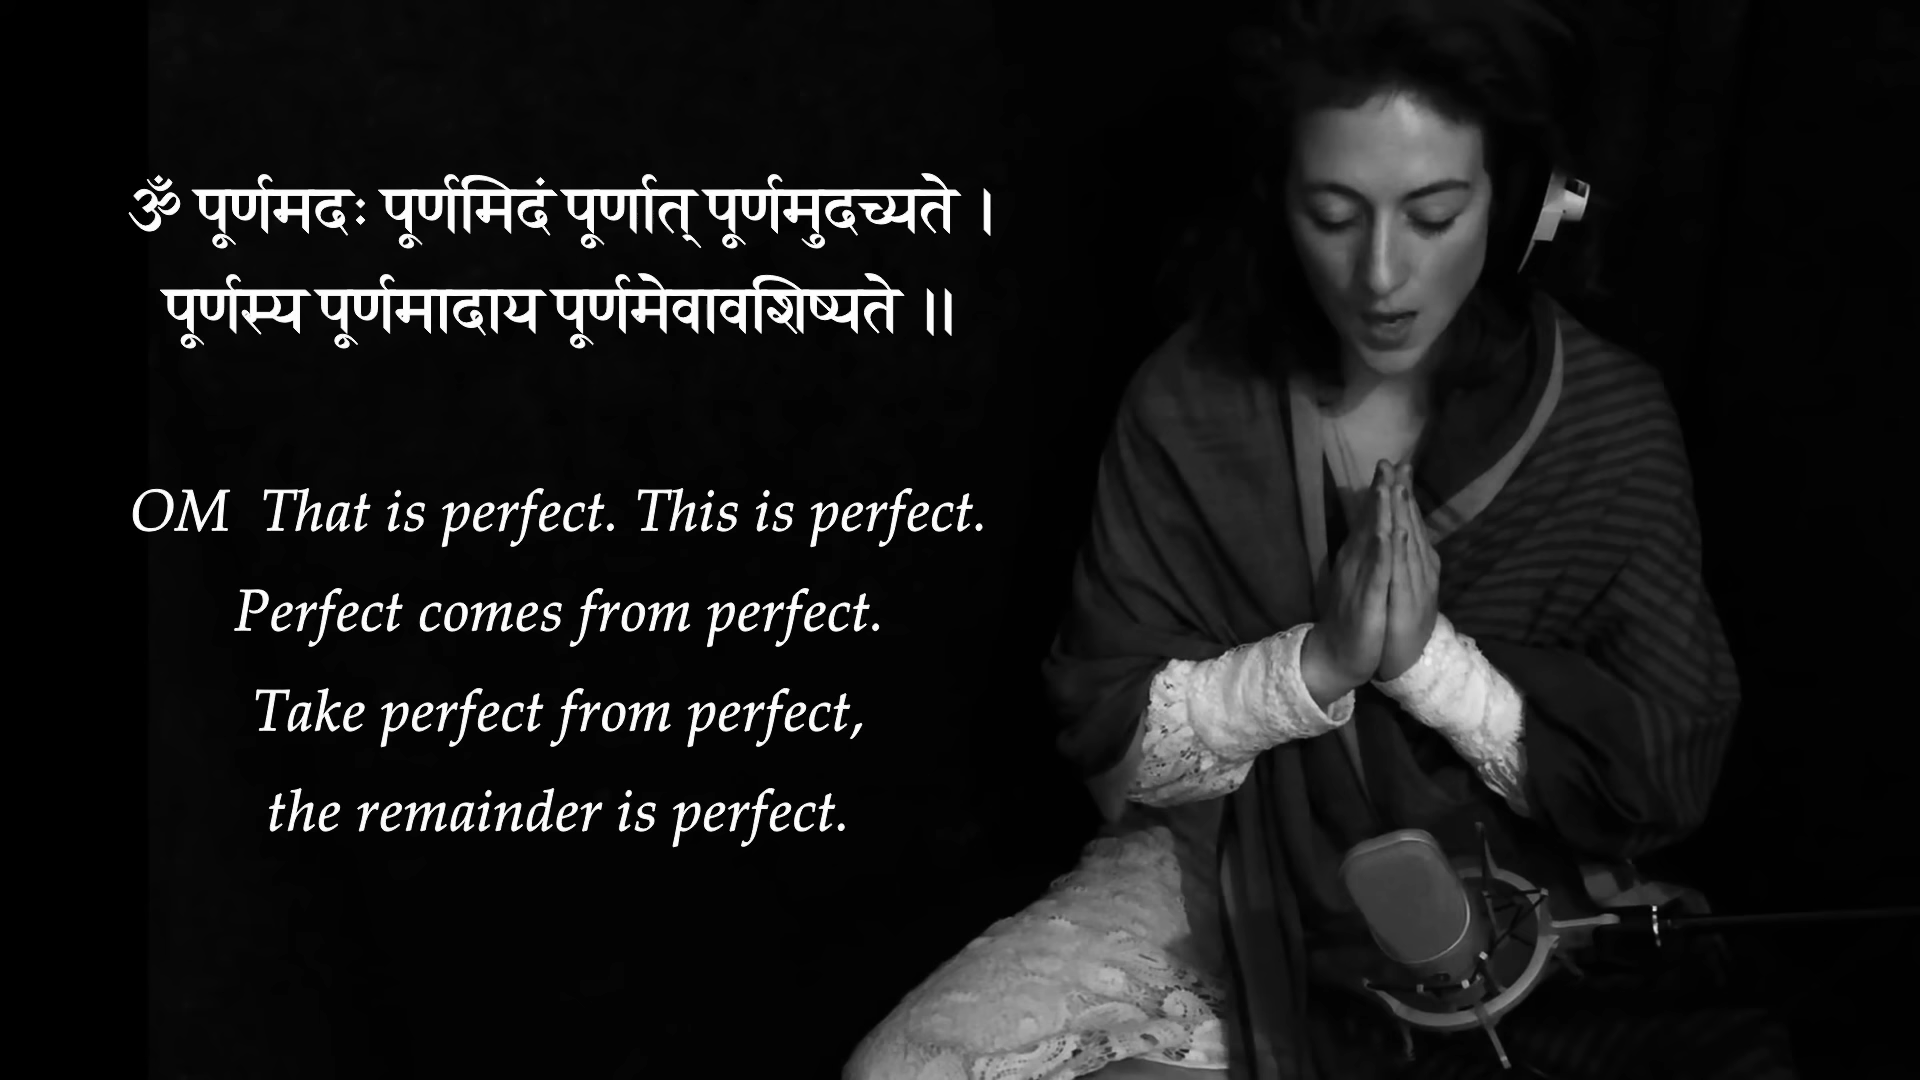 ॐ पूर्णमदः पूर्णमिदं पूर्णात् पूर्णमुदच्यते ।
पूर्णस्य पूर्णमादाय पूर्णमेवावशिष्यते ॥
OM That is perfect. This is perfect.
Perfect comes from perfect.
Take perfect from perfect,
the remainder is perfect.